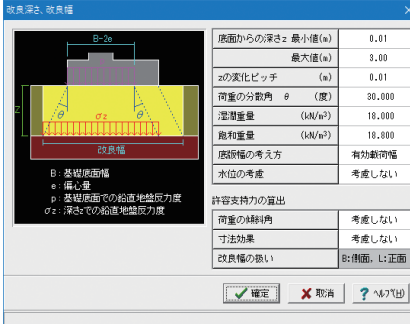 改良深さ、改良幅
B-2e
p
θ
θ
Z
σz
改良幅
B：基礎底面幅
e：偏心量
p：基礎底面での鉛直地盤反力度
σz：深さzでの鉛直地盤反力度
底面からの深さz 最小値(m) 0.01
最大値(m) 3.00
zの変化ピッチ (m) 0.01
荷重の分散角 θ (度) 30.000
湿潤重量 (kN/m³) 18.000
飽和重量 (kN/m³) 18.800
底版幅の考え方 有効載荷幅
水位の考慮 考慮しない
許容支持力の算出
荷重の傾斜角 考慮しない
寸法効果 考慮しない
改良幅の扱い B:側面、L:正面
確定 取消 ? ヘルプ(H)